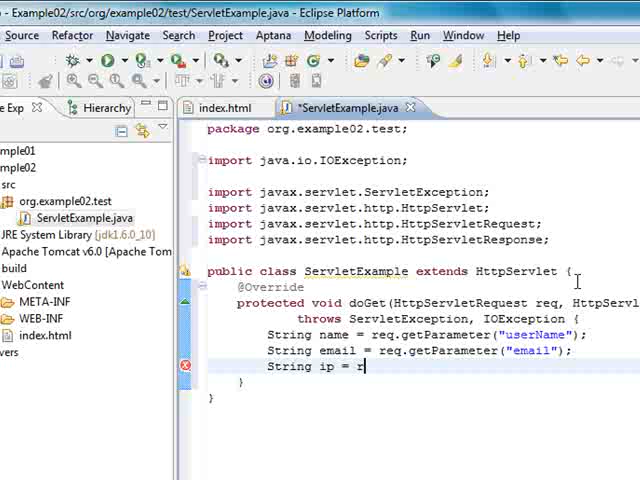 Example02/src/org/example02/test/ServletExample.java - Eclipse Platform
Source Refactor Navigate Search Project Aptana Modeling Scripts Run Window Help
Exp Hierarchy index.html *ServletExample.java
mple01
mple02
src
org.example02.test
ServletExample.java
JRE System Library [jdk1.6.0_10]
Apache Tomcat v6.0 [Apache Tom
build
WebContent
META-INF
WEB-INF
index.html
vers
package org.example02.test;
import java.io.IOException;
import javax.servlet.ServletException;
import javax.servlet.http.HttpServlet;
import javax.servlet.http.HttpServletRequest;
import javax.servlet.http.HttpServletResponse;
public class ServletExample extends HttpServlet {
@Override
protected void doGet(HttpServletRequest req, HttpServl
throws ServletException, IOException {
String name = req.getParameter("userName");
String email = req.getParameter("email");
String ip = r
}
}